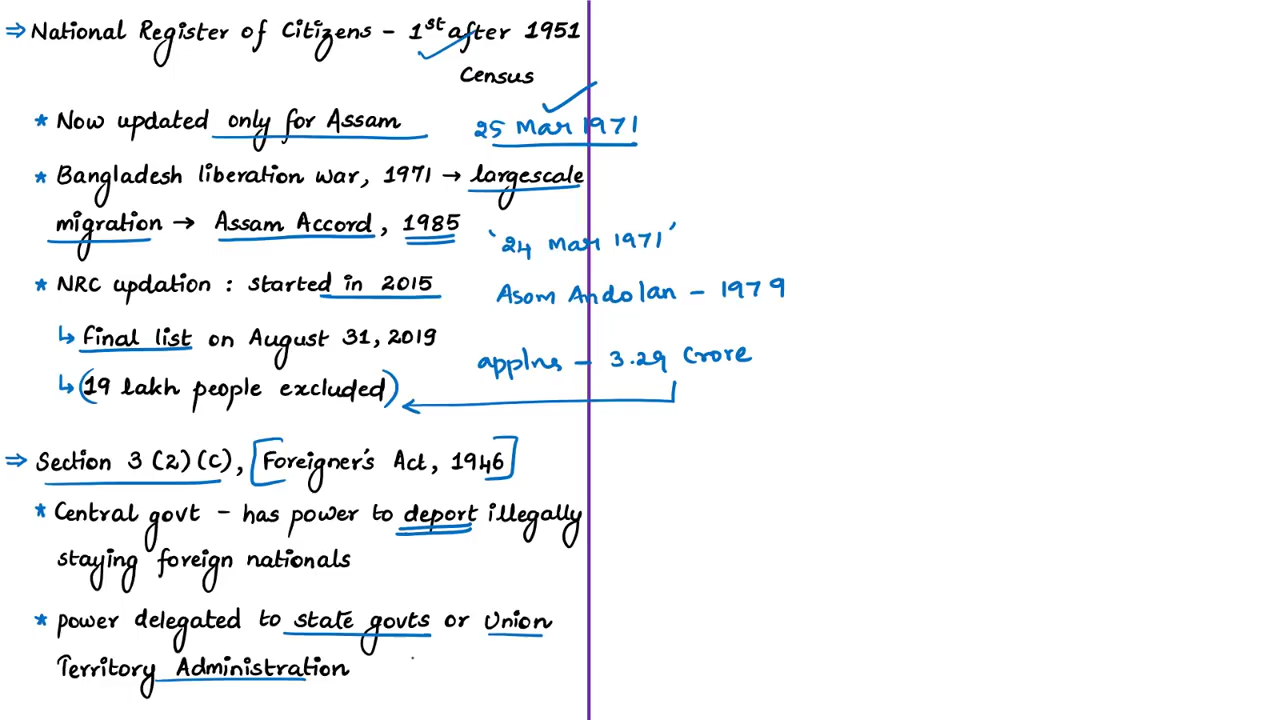 ⇒ National Register of Citizens - 1st after 1951
Census
* Now updated only for Assam
25 Mar 1971
* Bangladesh liberation war, 1971 → largescale
migration → Assam Accord, 1985
'24 Mar 1971'
* NRC updation : started in 2015
Asom Andolan - 1979
↳ final list on August 31, 2019
applns - 3.29 Crore
↳ (19 lakh people excluded)
⇒ Section 3 (2)(C), [Foreigner's Act, 1946]
* Central govt - has power to deport illegally
staying foreign nationals
* power delegated to state govts or Union
Territory Administration